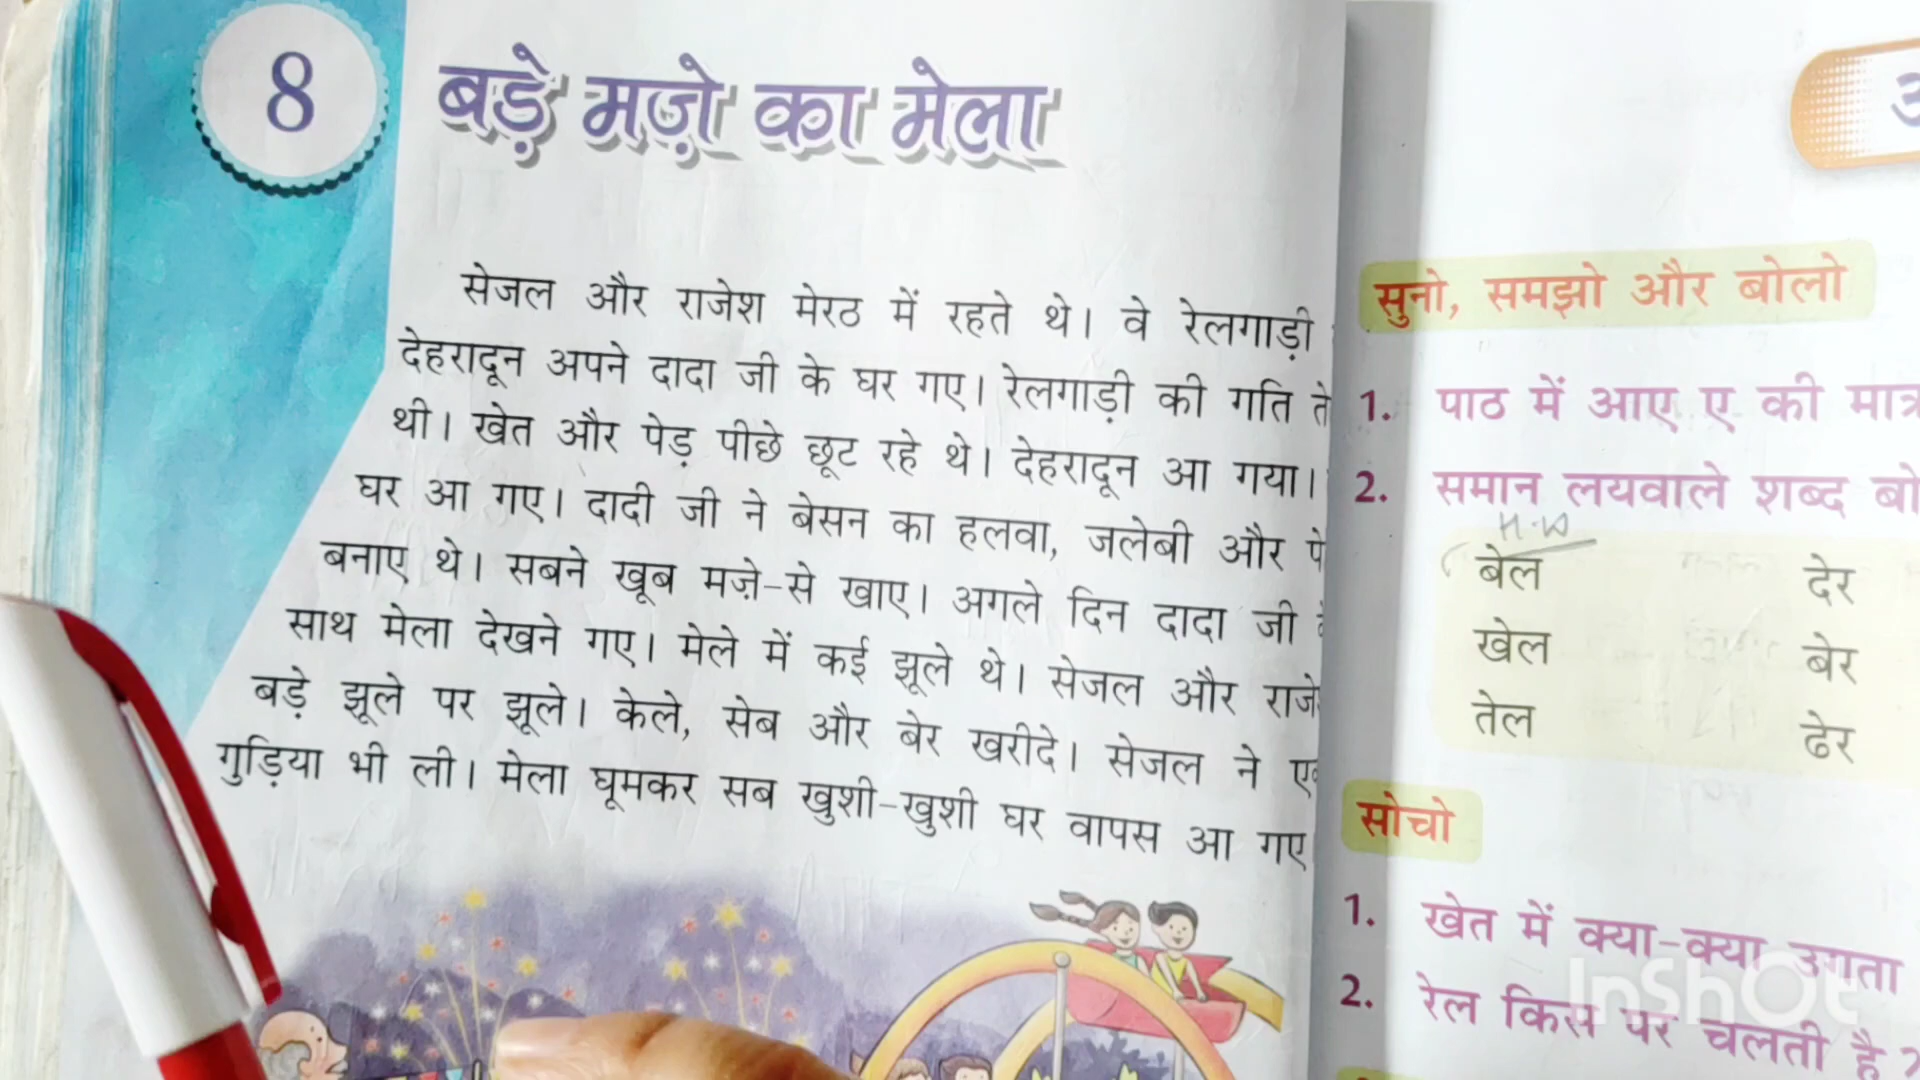 8
बड़े मज़े का मेला
सेजल और राजेश मेरठ में रहते थे। वे रेलगाड़ी
देहरादून अपने दादा जी के घर गए। रेलगाड़ी की गति
थी। खेत और पेड़ पीछे छूट रहे थे। देहरादून आ गया।
घर आ गए। दादी जी ने बेसन का हलवा, जलेबी और
बनाए थे। सबने खूब मज़े-से खाए। अगले दिन दादा जी
साथ मेला देखने गए। मेले में कई झूले थे। सेजल और
बड़े झूले पर झूले। केले, सेब और बेर खरीदे। सेजल ने
गुड़िया भी ली। मेला घूमकर सब खुशी-खुशी घर वापस आ गए
सुनो, समझो और बोलो
1. पाठ में आए ए की
2. समान लयवाले शब्द
H.W
बेल देर
खेल बेर
तेल ढेर
सोचो
1. खेत में क्या-क्या उगता
2. रेल किस पर चलती है?
InShOt